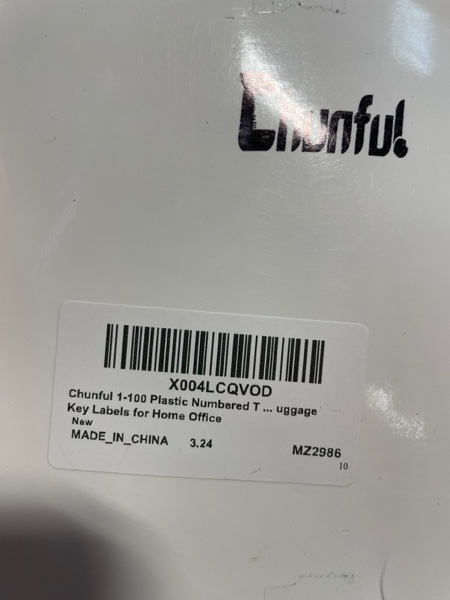 Chunful
X004LCQVOD
Chunful 1-100 Plastic Numbered T ... uggage
Key Labels for Home Office
New
MADE_IN_CHINA 3.24 MZ2986
10